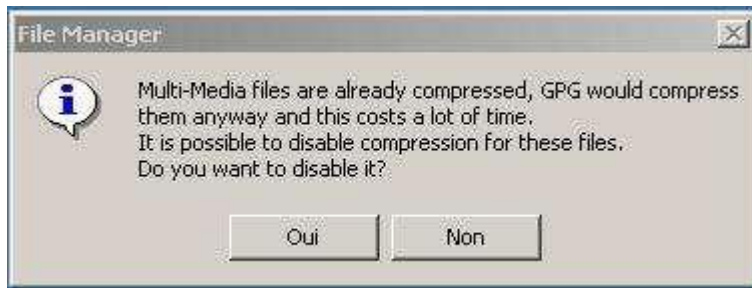 File Manager
Multi-Media files are already compressed, GPG would compress
them anyway and this costs a lot of time.
It is possible to disable compression for these files.
Do you want to disable it?
Oui Non